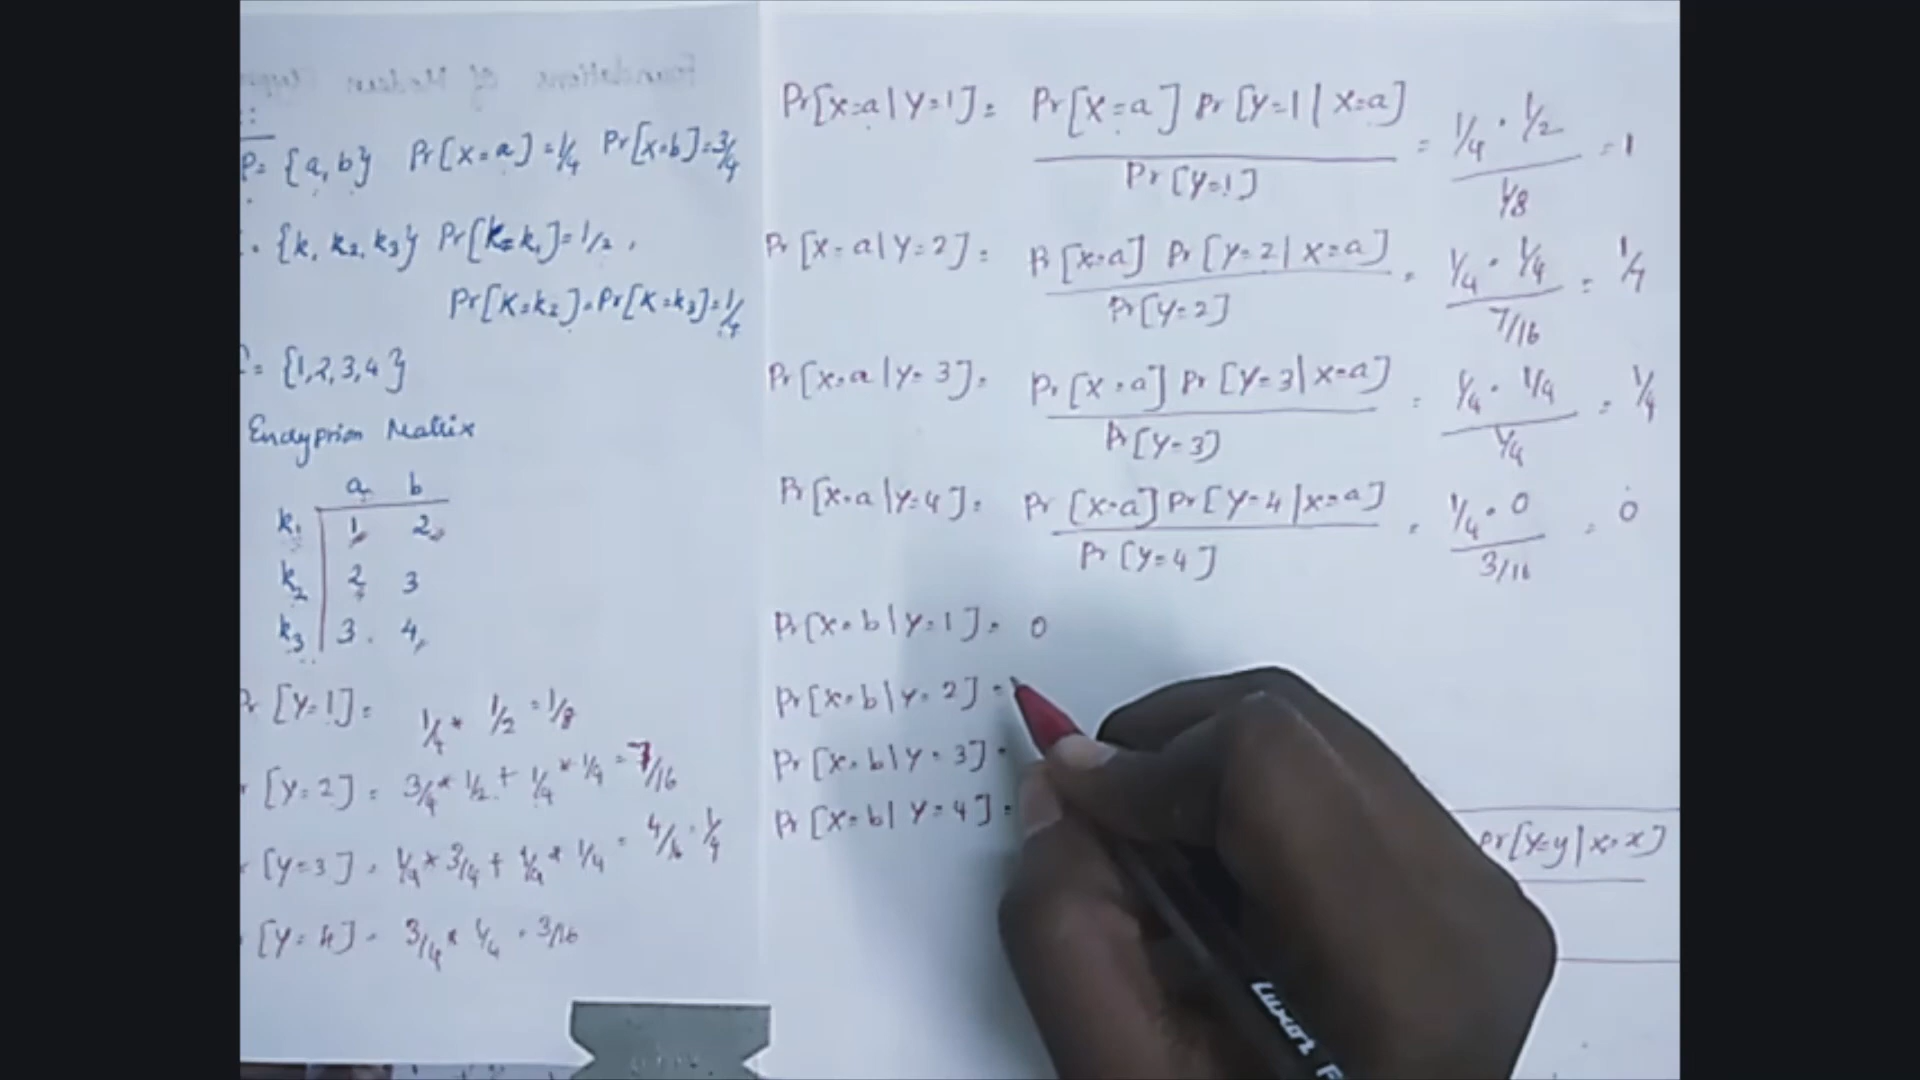 P= {a, b} Pr[x=a]=1/4 Pr[x=b]=3/4
{k, k2, k3} Pr[k=k1]=1/2,
Pr[K=k2]=Pr[K=k3]=1/4
= {1,2,3,4}
Encyprion Matrix
a b
k1 1 2
k2 2 3
k3 3 4
[Y=1] = 1/4 * 1/2 = 1/8
[Y=2] = 3/4 * 1/2 + 1/4 * 1/4 = 7/16
[Y=3] = 1/4 * 3/4 + 1/4 * 1/4 = 4/16 = 1/4
[Y=4] = 3/4 * 1/4 = 3/16
Pr[x=a | Y=1] = Pr[X=a] Pr[Y=1 | X=a] / Pr[Y=1] = 1/4 · 1/2 / 1/8 = 1
Pr[x=a | Y=2] = Pr[x=a] Pr[Y=2 | X=a] / Pr[Y=2] = 1/4 · 1/4 / 7/16 = 1/7
Pr[x=a | Y=3] = Pr[X=a] Pr[Y=3 | X=a] / Pr[Y=3] = 1/4 · 1/4 / 1/4 = 1/4
Pr[x=a | Y=4] = Pr[x=a] Pr[Y=4 | x=a] / Pr[Y=4] = 1/4 · 0 / 3/16 = 0
Pr[x=b | Y=1] = 0
Pr[x=b | Y=2] =
Pr[x=b | Y=3] =
Pr[x=b | Y=4] =
Pr[Y=y | x=x]
Luxor